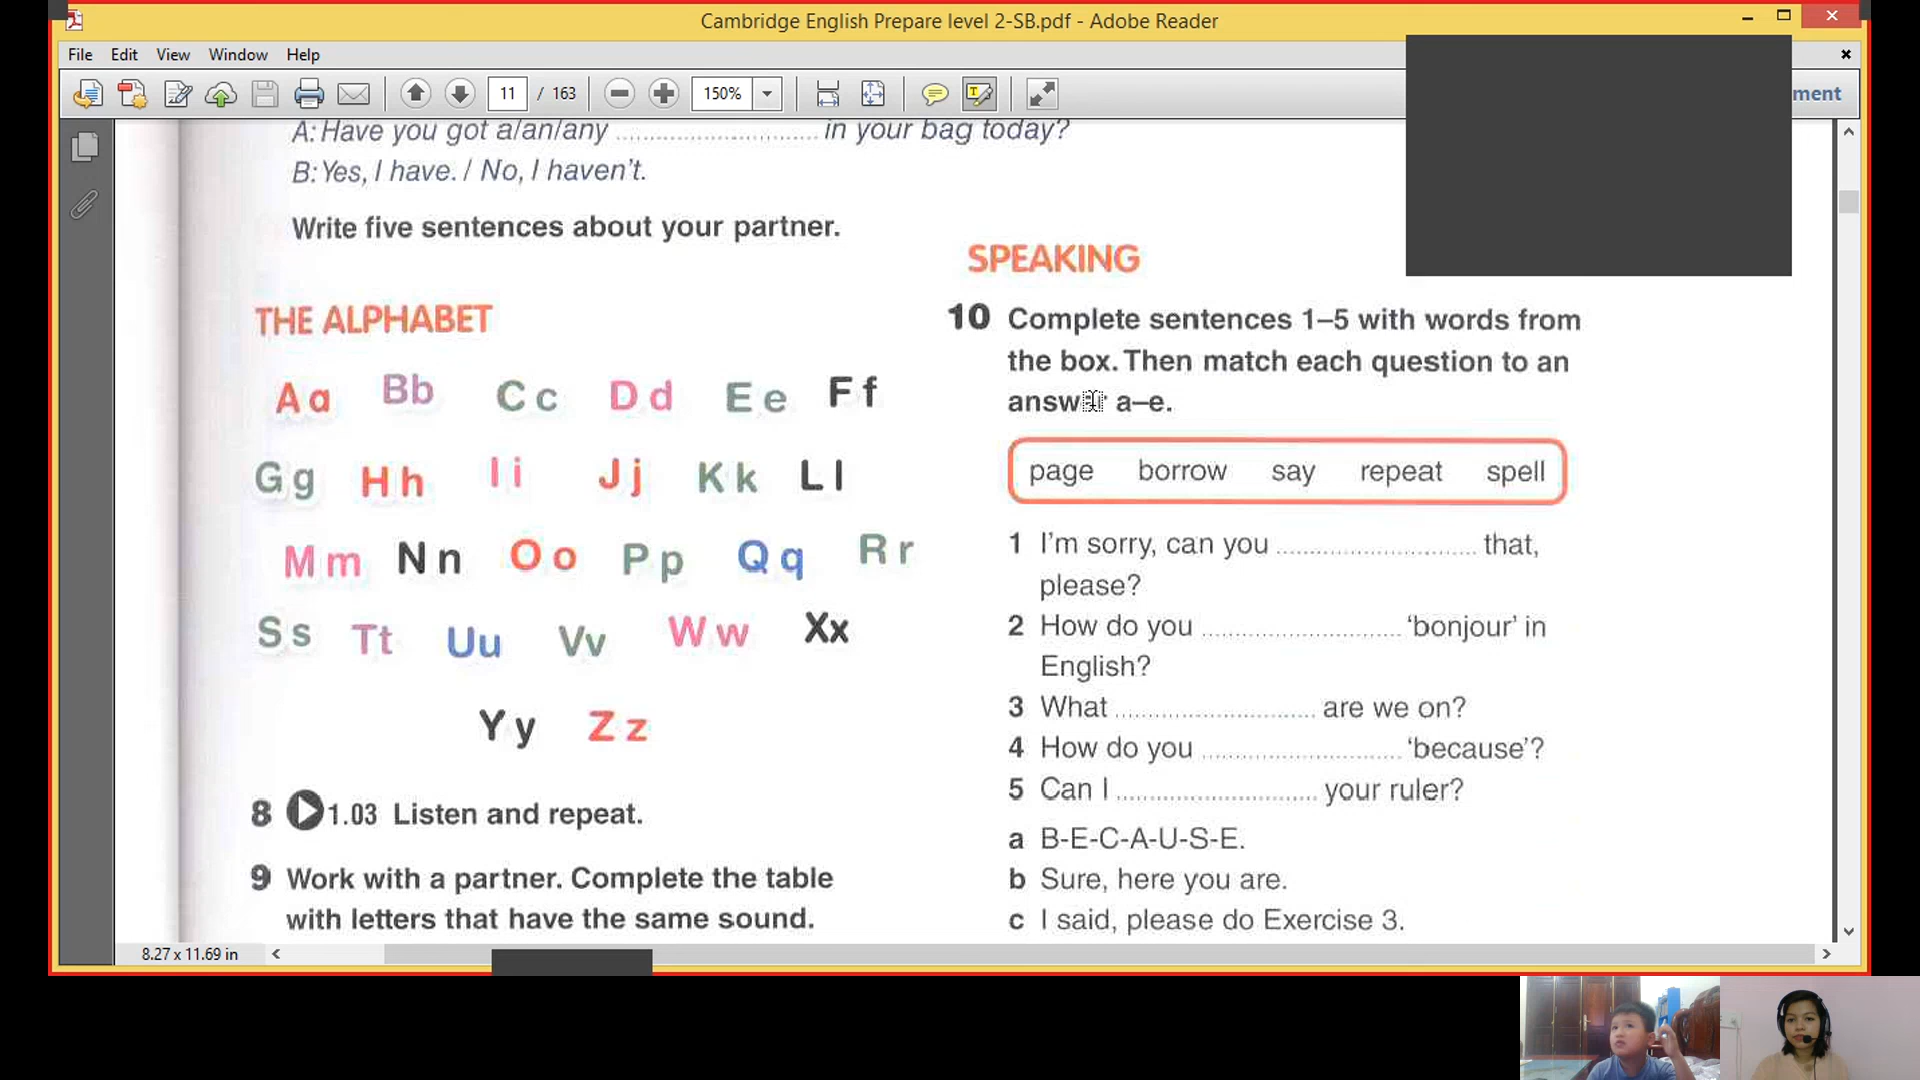 Cambridge English Prepare level 2-SB.pdf - Adobe Reader
File Edit View Window Help
11 / 163 150% ment
A: Have you got a/an/any .............................. in your bag today?
B: Yes, I have. / No, I haven't.
Write five sentences about your partner.
THE ALPHABET
Aa Bb Cc Dd Ee Ff
Gg Hh Ii Jj Kk Ll
Mm Nn Oo Pp Qq Rr
Ss Tt Uu Vv Ww Xx
Yy Zz
8 1.03 Listen and repeat.
9 Work with a partner. Complete the table
with letters that have the same sound.
SPEAKING
10 Complete sentences 1–5 with words from
the box. Then match each question to an
answer a–e.
page borrow say repeat spell
1 I'm sorry, can you .............................. that,
please?
2 How do you .............................. 'bonjour' in
English?
3 What .............................. are we on?
4 How do you .............................. 'because'?
5 Can I .............................. your ruler?
a B-E-C-A-U-S-E.
b Sure, here you are.
c I said, please do Exercise 3.
8.27 x 11.69 in